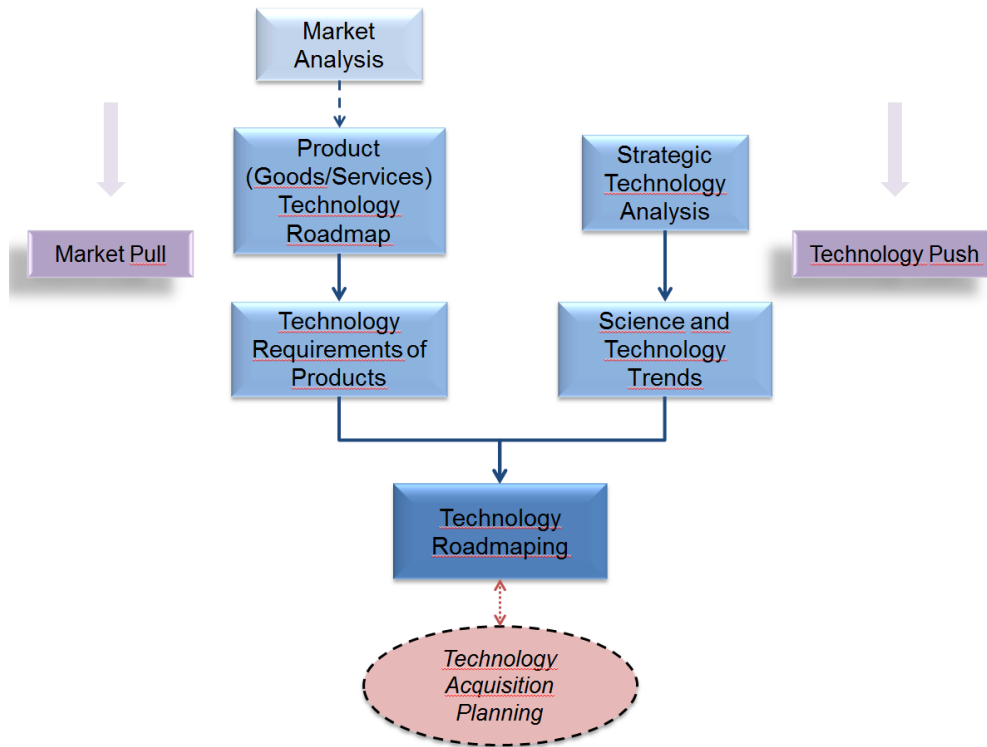 Market
Analysis
Product
(Goods/Services)
Technology
Roadmap
Strategic
Technology
Analysis
Market Pull
Technology Push
Technology
Requirements of
Products
Science and
Technology
Trends
Technology
Roadmaping
Technology
Acquisition
Planning